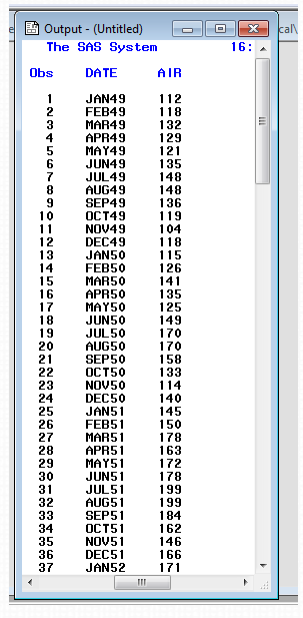 Output - (Untitled)
The SAS System 16:
Obs DATE AIR
1 JAN49 112
2 FEB49 118
3 MAR49 132
4 APR49 129
5 MAY49 121
6 JUN49 135
7 JUL49 148
8 AUG49 148
9 SEP49 136
10 OCT49 119
11 NOV49 104
12 DEC49 118
13 JAN50 115
14 FEB50 126
15 MAR50 141
16 APR50 135
17 MAY50 125
18 JUN50 149
19 JUL50 170
20 AUG50 170
21 SEP50 158
22 OCT50 133
23 NOV50 114
24 DEC50 140
25 JAN51 145
26 FEB51 150
27 MAR51 178
28 APR51 163
29 MAY51 172
30 JUN51 178
31 JUL51 199
32 AUG51 199
33 SEP51 184
34 OCT51 162
35 NOV51 146
36 DEC51 166
37 JAN52 171